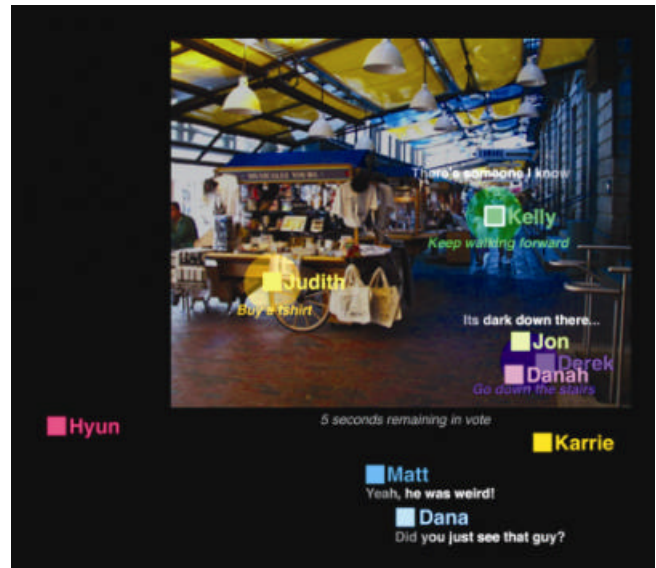 MUSICALLY YOURS
There's someone I know
Kelly
Keep walking forward
Judith
Buy a tshirt
Its dark down there...
Jon
Derek
Danah
Go down the stairs
5 seconds remaining in vote
Hyun
Karrie
Matt
Yeah, he was weird!
Dana
Did you just see that guy?